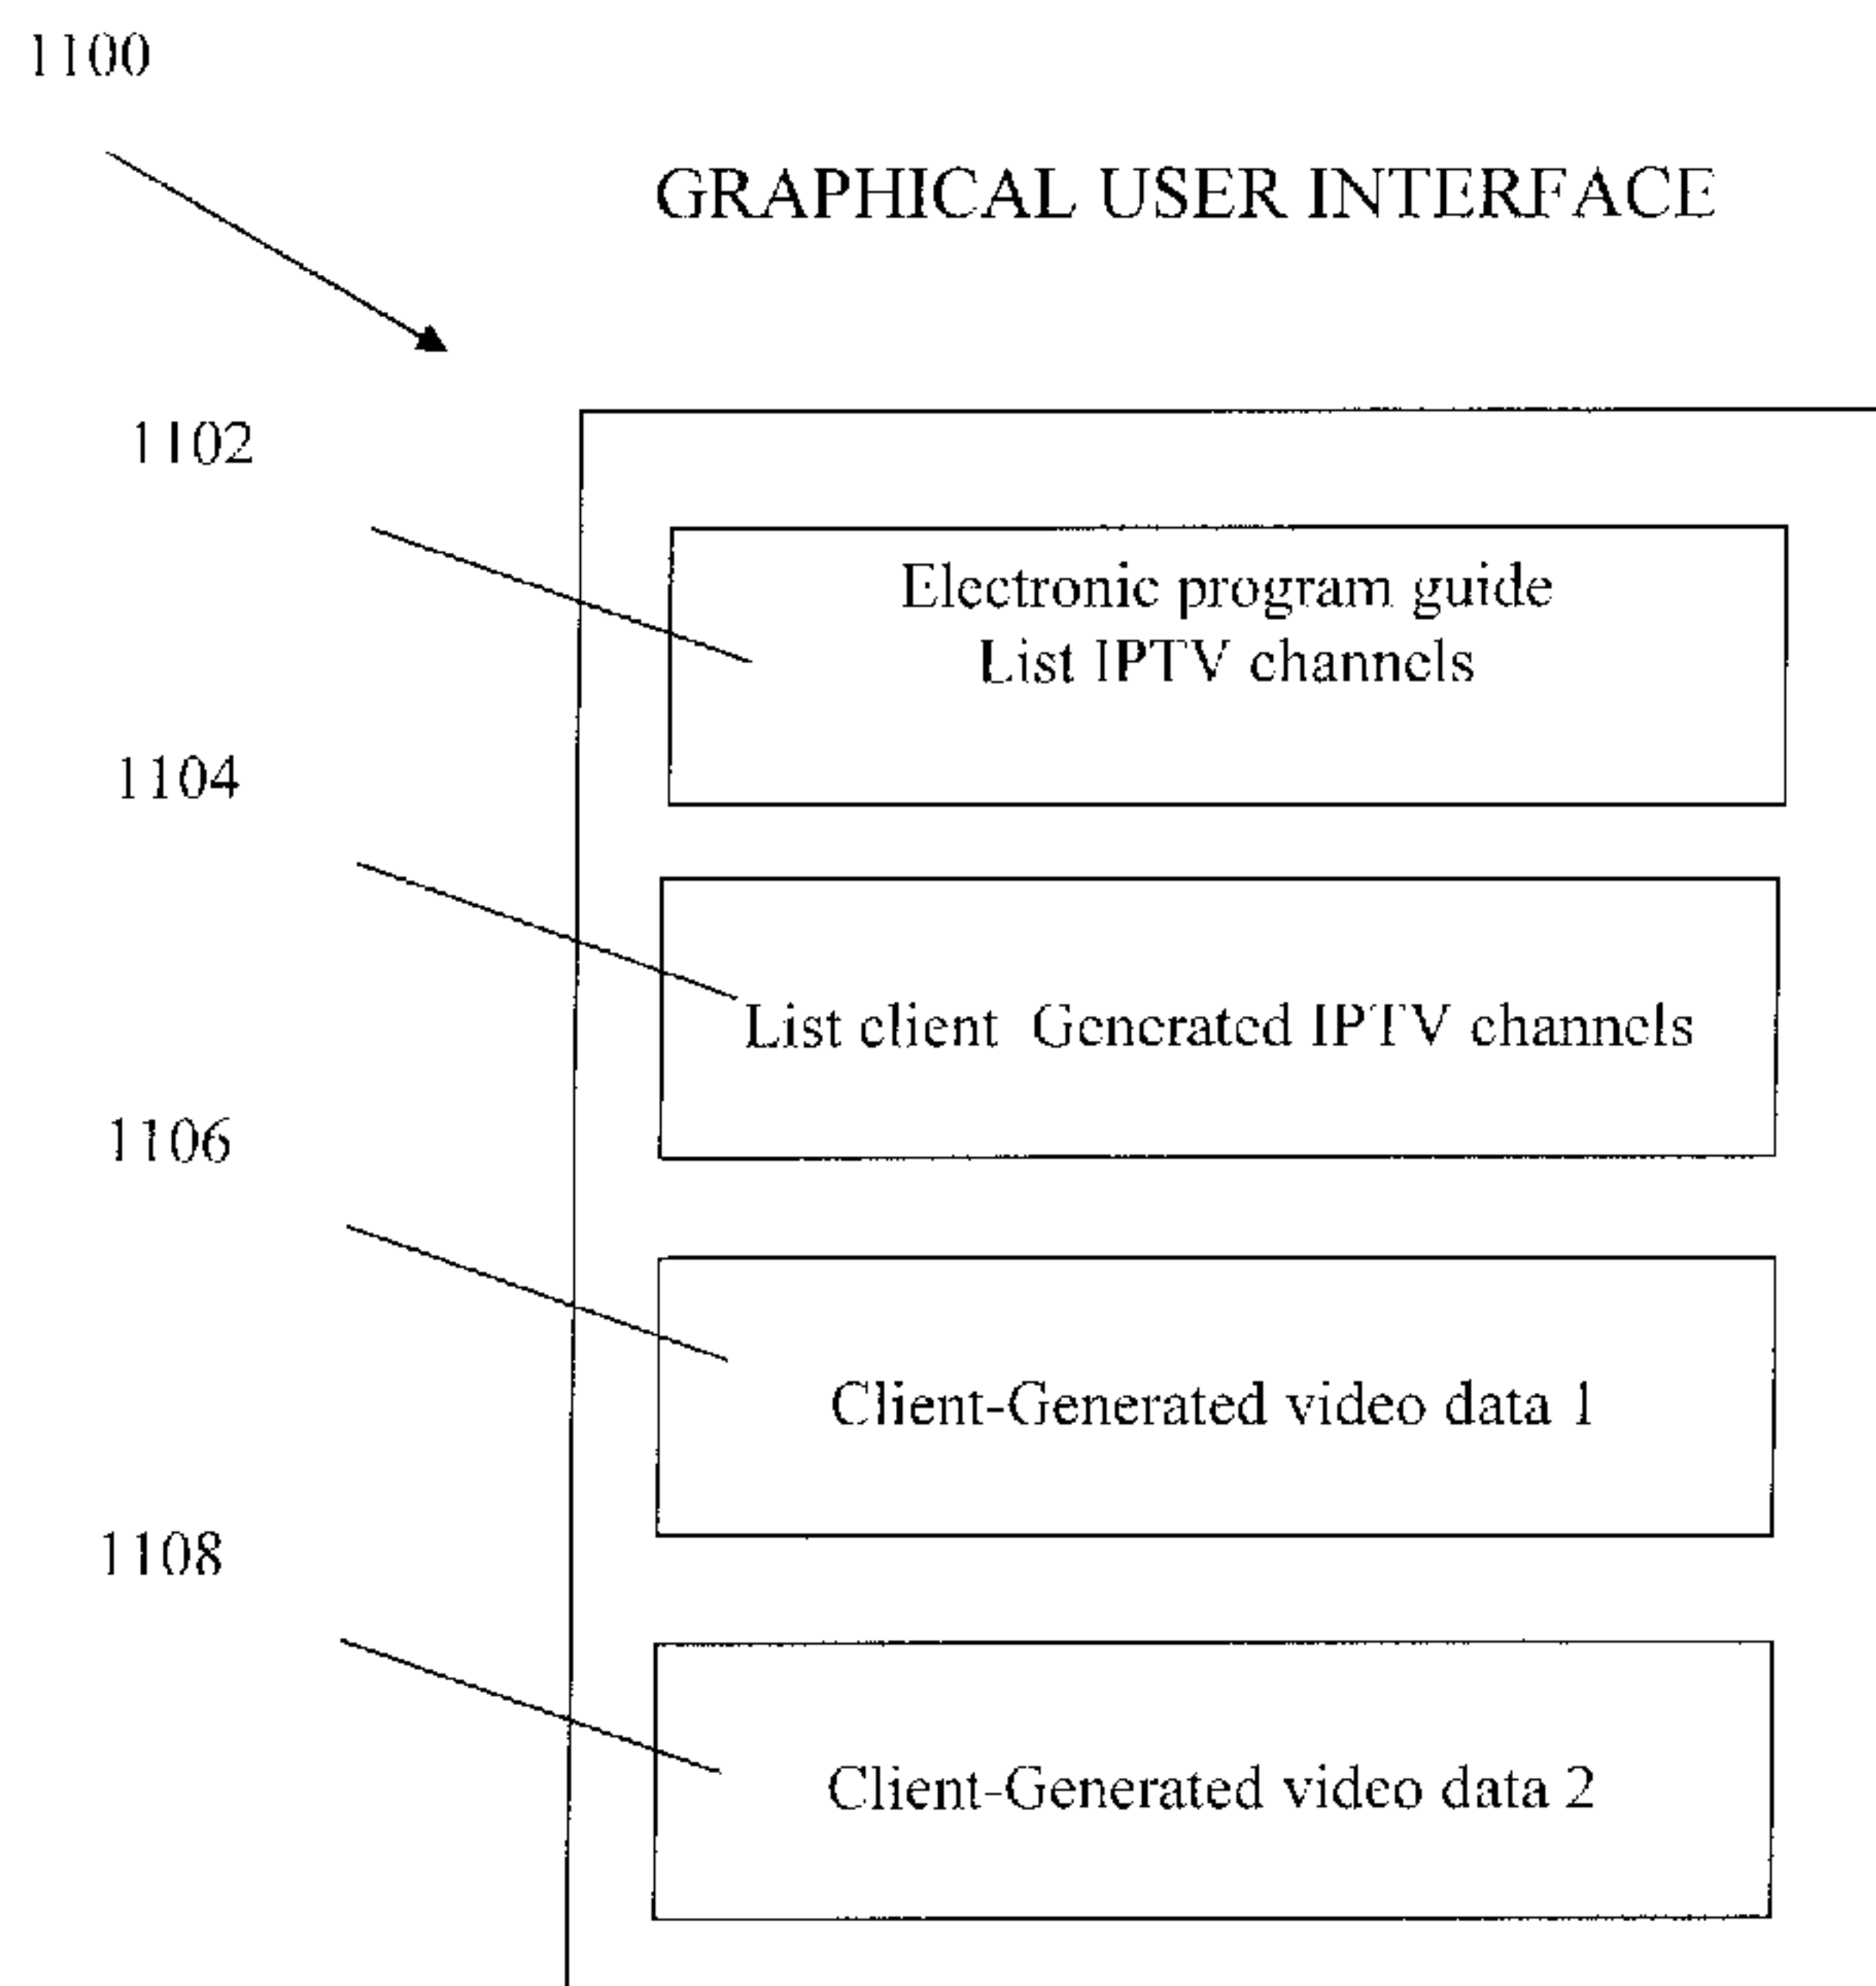 1100
GRAPHICAL USER INTERFACE
1102
Electronic program guide
List IPTV channels
1104
List client Generated IPTV channels
1106
Client-Generated video data 1
1108
Client-Generated video data 2